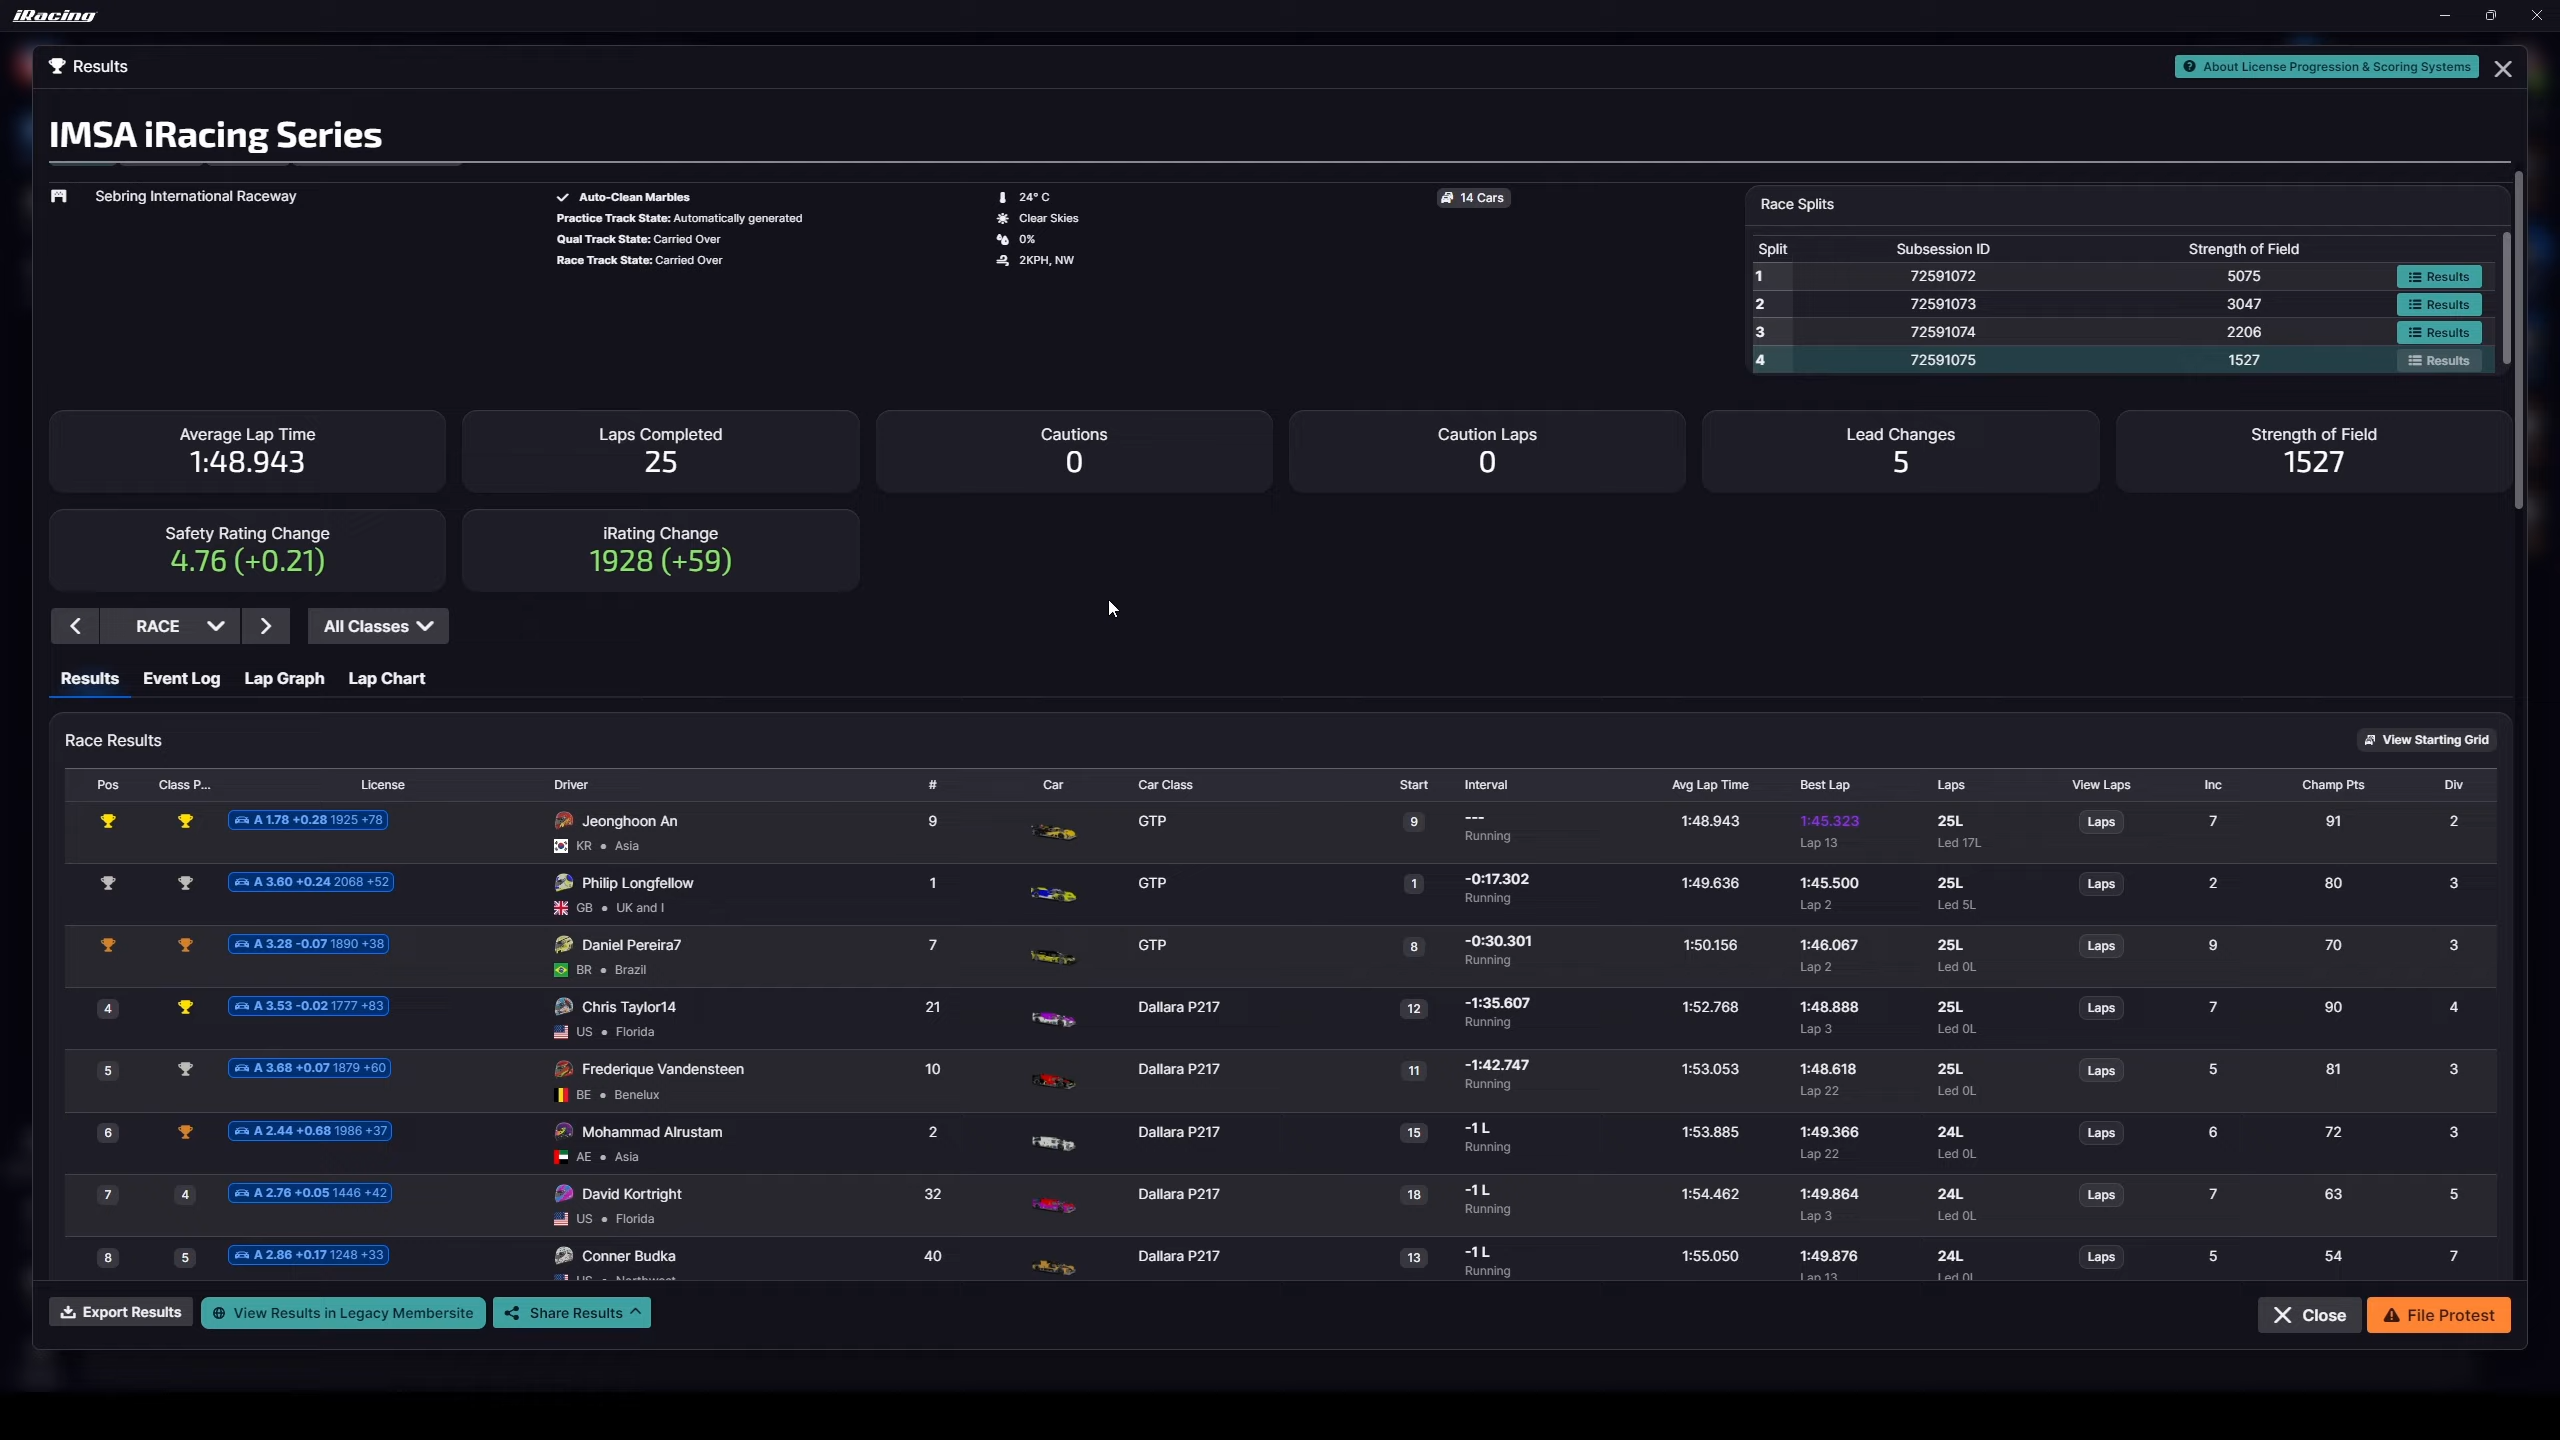 iRacing
Results
About License Progression & Scoring Systems
IMSA iRacing Series
Sebring International Raceway
Auto-Clean Marbles
Practice Track State: Automatically generated
Qual Track State: Carried Over
Race Track State: Carried Over
24° C
Clear Skies
0%
2KPH, NW
14 Cars
Race Splits
Split Subsession ID Strength of Field
1 72591072 5075 Results
2 72591073 3047 Results
3 72591074 2206 Results
4 72591075 1527 Results
Average Lap Time
1:48.943
Laps Completed
25
Cautions
0
Caution Laps
0
Lead Changes
5
Strength of Field
1527
Safety Rating Change
4.76 (+0.21)
iRating Change
1928 (+59)
RACE All Classes
Results Event Log Lap Graph Lap Chart
Race Results
View Starting Grid
Pos Class P... License Driver # Car Car Class Start Interval Avg Lap Time Best Lap Laps View Laps Inc Champ Pts Div
A 1.78 +0.28 1925 +78 Jeonghoon An 9 GTP 9 --- 1:48.943 1:45.323 25L Laps 7 91 2
KR • Asia Running Lap 13 Led 17L
A 3.60 +0.24 2068 +52 Philip Longfellow 1 GTP 1 -0:17.302 1:49.636 1:45.500 25L Laps 2 80 3
GB • UK and I Running Lap 2 Led 5L
A 3.28 -0.07 1890 +38 Daniel Pereira7 7 GTP 8 -0:30.301 1:50.156 1:46.067 25L Laps 9 70 3
BR • Brazil Running Lap 2 Led 0L
4 A 3.53 -0.02 1777 +83 Chris Taylor14 21 Dallara P217 12 -1:35.607 1:52.768 1:48.888 25L Laps 7 90 4
US • Florida Running Lap 3 Led 0L
5 A 3.68 +0.07 1879 +60 Frederique Vandensteen 10 Dallara P217 11 -1:42.747 1:53.053 1:48.618 25L Laps 5 81 3
BE • Benelux Running Lap 22 Led 0L
6 A 2.44 +0.68 1986 +37 Mohammad Alrustam 2 Dallara P217 15 -1 L 1:53.885 1:49.366 24L Laps 6 72 3
AE • Asia Running Lap 22 Led 0L
7 4 A 2.76 +0.05 1446 +42 David Kortright 32 Dallara P217 18 -1 L 1:54.462 1:49.864 24L Laps 7 63 5
US • Florida Running Lap 3 Led 0L
8 5 A 2.86 +0.17 1248 +33 Conner Budka 40 Dallara P217 13 -1 L 1:55.050 1:49.876 24L Laps 5 54 7
US • Northwest Running Lap 13 Led 0L
Export Results View Results in Legacy Membersite Share Results Close File Protest